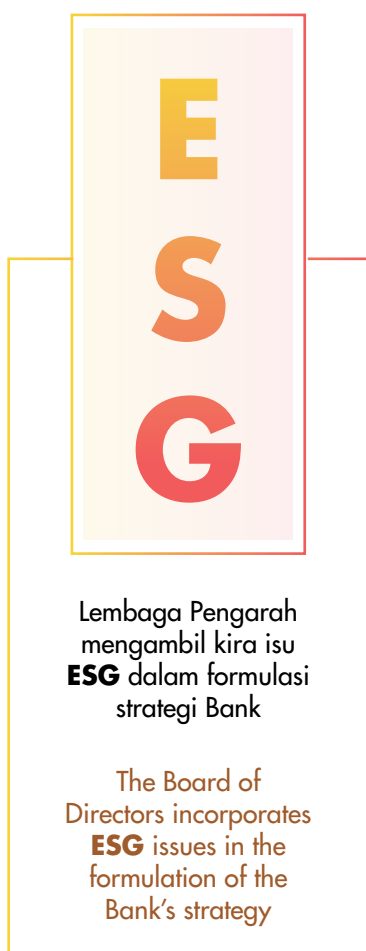 E
S
G
Lembaga Pengarah
mengambil kira isu
ESG dalam formulasi
strategi Bank
The Board of
Directors incorporates
ESG issues in the
formulation of the
Bank’s strategy